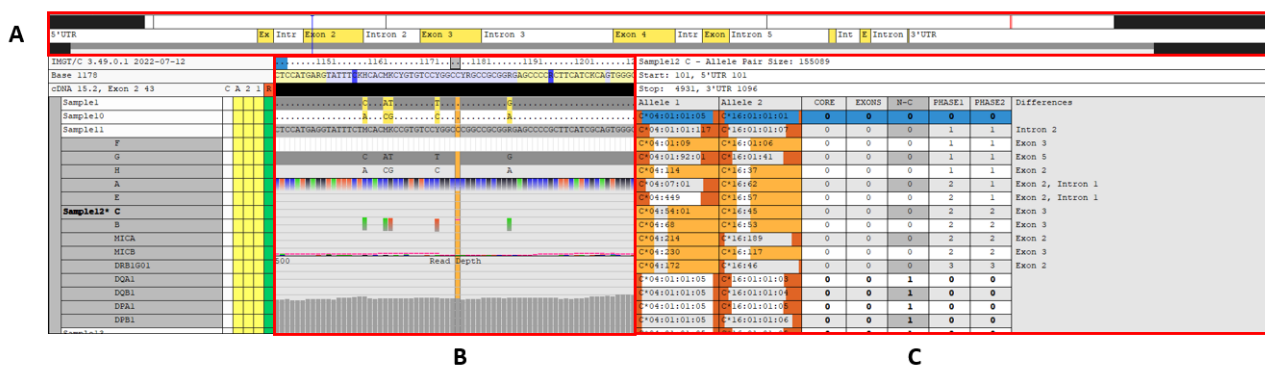 A
5'UTR Ex Intr Exon 2 Intron 2 Exon 3 Intron 3 Exon 4 Intr Exon Intron 5 Int E Intron 3'UTR
IMGT/C 3.49.0.1 2022-07-12 1151 1161 1171 1181 1191 1201 Sample12 C - Allele Pair Size: 155089
Base 1178 Start: 101, 5'UTR 101
cDNA 15.2, Exon 2 43 C A 2 1 R Stop: 4931, 3'UTR 1096
Sample1 C AT T G Allele 1 Allele 2 CORE EXONS N-C PHASE1 PHASE2 Differences
Sample10 A CG C A C*04:01:01:05 C*16:01:01:01 0 0 0 0 0
Sample11 C*04:01:01:117 C*16:01:01:07 0 0 0 1 1 Intron 2
F C*04:01:09 C*16:01:06 0 0 0 1 1 Exon 3
G C AT T G C*04:01:92:01 C*16:01:41 0 0 0 1 1 Exon 5
H A CG C A C*04:114 C*16:37 0 0 0 1 1 Exon 2
A C*04:07:01 C*16:62 0 0 0 2 1 Exon 2, Intron 1
E C*04:449 C*16:57 0 0 0 2 1 Exon 2, Intron 1
Sample12* C C*04:54:01 C*16:45 0 0 0 2 2 Exon 3
B C*04:68 C*16:53 0 0 0 2 2 Exon 3
MICA C*04:214 C*16:189 0 0 0 2 2 Exon 2
MICB C*04:230 C*16:117 0 0 0 2 2 Exon 3
DRB1G01 500 Read Depth C*04:172 C*16:46 0 0 0 3 3 Exon 2
DQA1 C*04:01:01:05 C*16:01:01:03 0 0 1 0 0
DQB1 C*04:01:01:05 C*16:01:01:04 0 0 1 0 0
DPA1 C*04:01:01:05 C*16:01:01:05 0 0 1 0 0
DPB1 C*04:01:01:05 C*16:01:01:06 0 0 1 0 0
B C